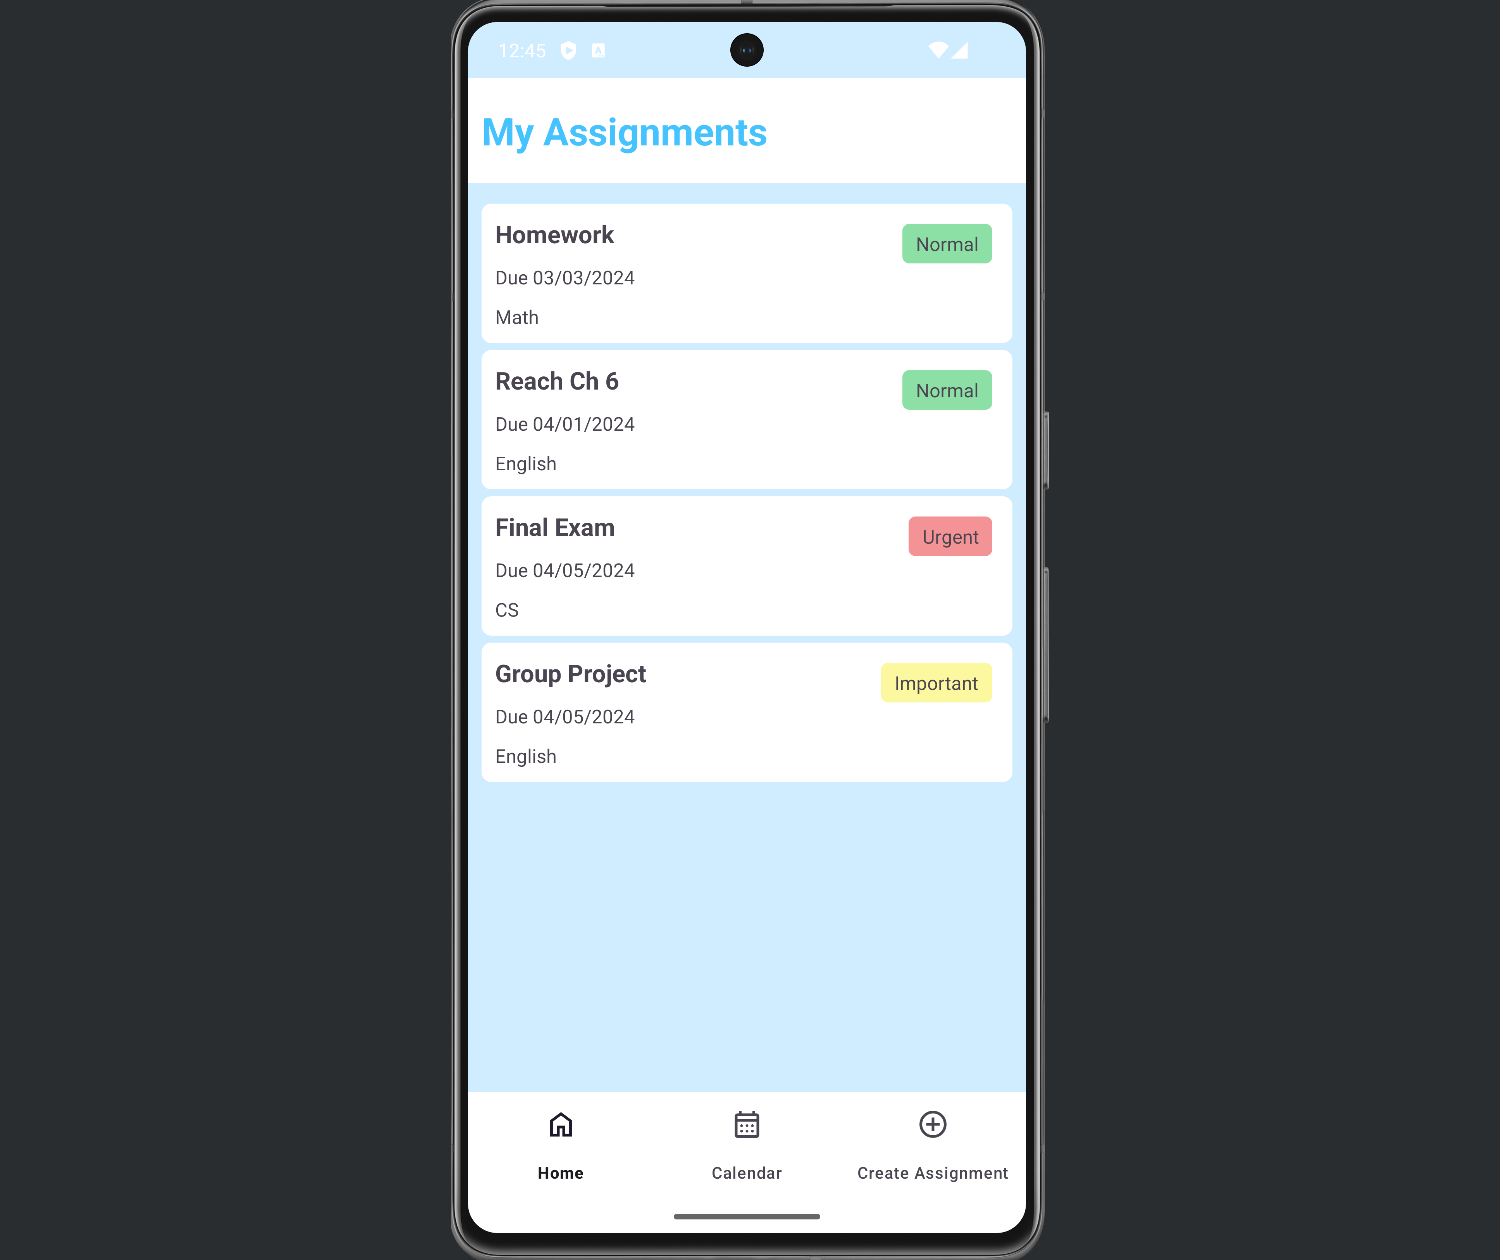 12:45
My Assignments
Homework
Normal
Due 03/03/2024
Math
Reach Ch 6
Normal
Due 04/01/2024
English
Final Exam
Urgent
Due 04/05/2024
CS
Group Project
Important
Due 04/05/2024
English
Home
Calendar
Create Assignment